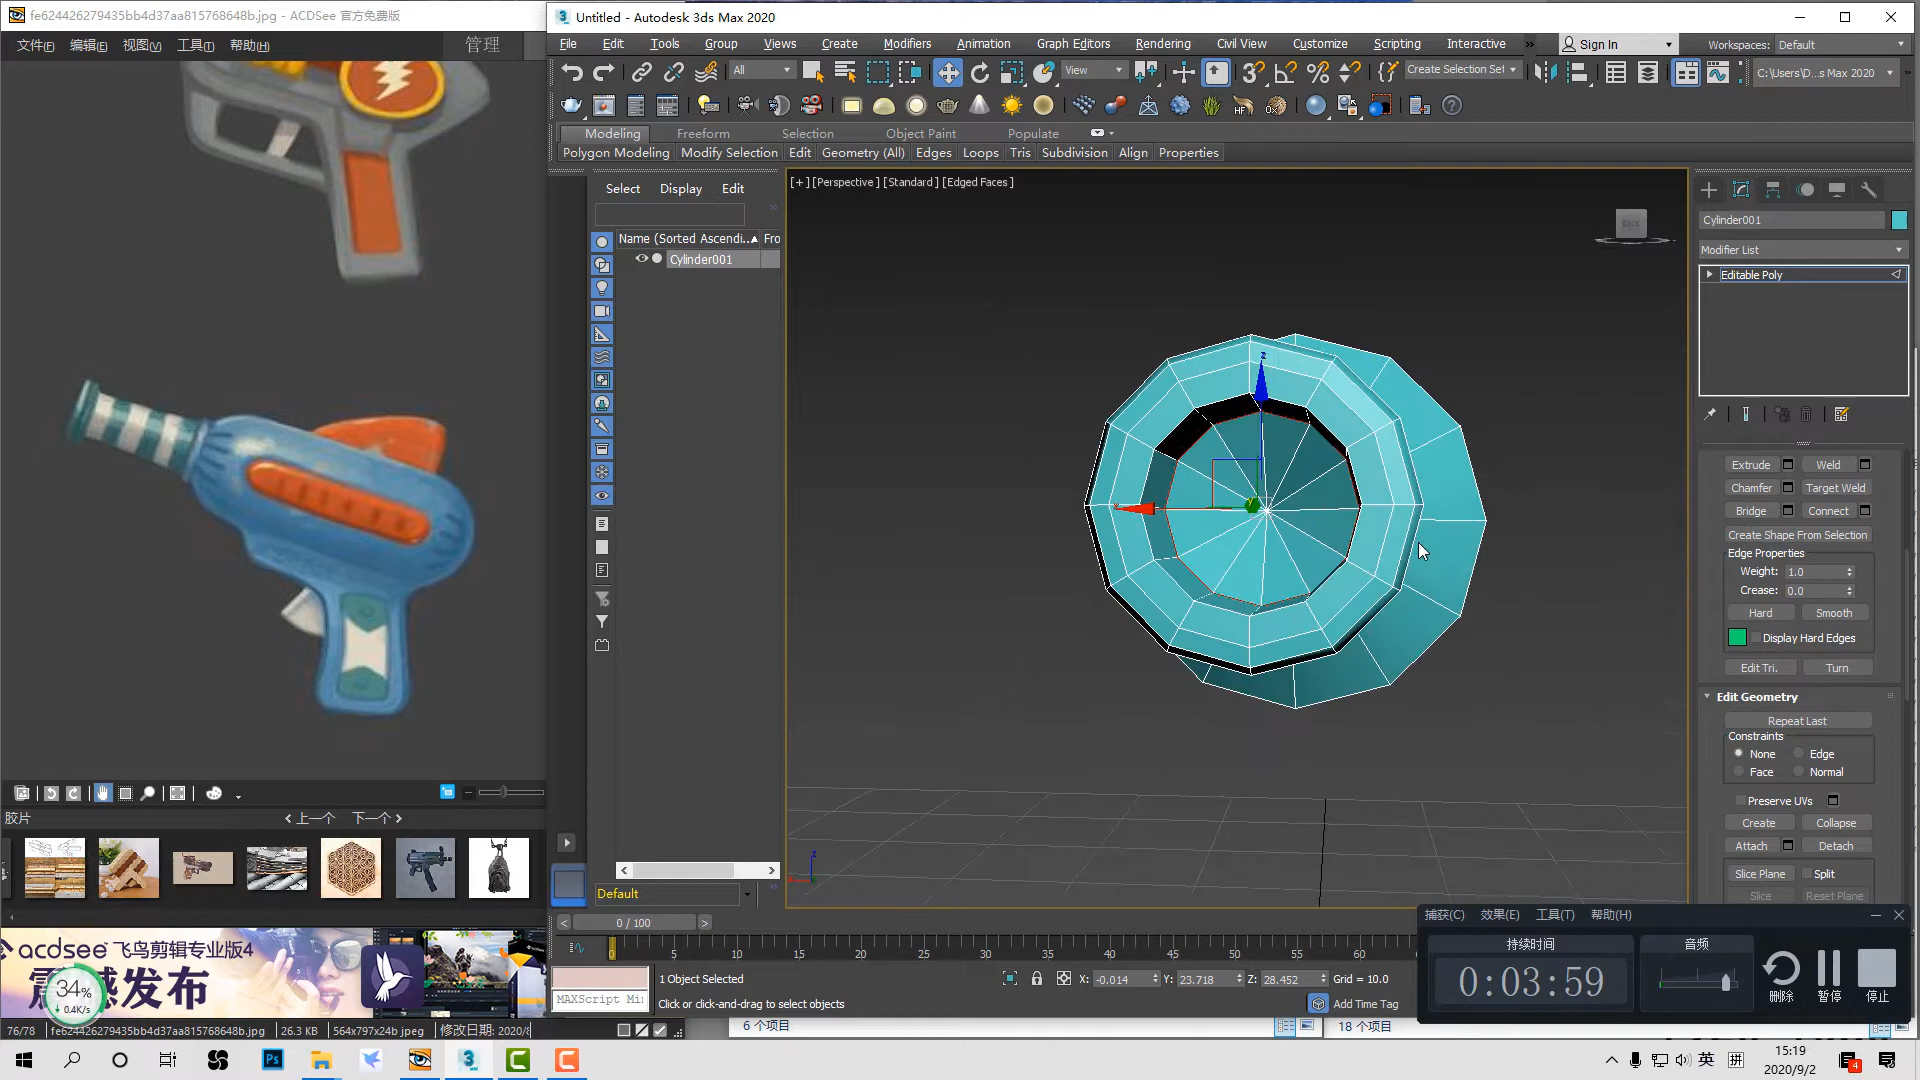 fe624426279435bb4d37aa815768648b.jpg - ACDSee 官方免费版
文件(F) 编辑(E) 视图(V) 工具(T) 帮助(H) 管理
Untitled - Autodesk 3ds Max 2020
File Edit Tools Group Views Create Modifiers Animation Graph Editors Rendering Civil View Customize Scripting Interactive » Sign In Workspaces: Default
All View Create Selection Set C:\Users\D...s Max 2020
Modeling Freeform Selection Object Paint Populate
Polygon Modeling Modify Selection Edit Geometry (All) Edges Loops Tris Subdivision Align Properties
Select Display Edit
Name (Sorted Ascendi... Fro
Cylinder001
[+] [Perspective] [Standard] [Edged Faces]
BACK
z
z
Cylinder001
Modifier List
Editable Poly
Extrude Weld
Chamfer Target Weld
Bridge Connect
Create Shape From Selection
Edge Properties
Weight: 1.0
Crease: 0.0
Hard Smooth
Display Hard Edges
Edit Tri. Turn
Edit Geometry
Repeat Last
Constraints
None Edge
Face Normal
Preserve UVs
Create Collapse
Attach Detach
Slice Plane Split
Slice Reset Plane
胶片 上一个 下一个
Default
0 / 100
0 5 10 15 20 25 30 35 40 45 50 55 60
1 Object Selected
X: -0.014 Y: 23.718 Z: 28.452 Grid = 10.0
MAXScript Mi
Click or click-and-drag to select objects
Add Time Tag
捕获(C) 效果(E) 工具(T) 帮助(H)
持续时间 音频
0:03:59
删除 暂停 停止
acdsee 飞鸟剪辑专业版4
震撼发布
34%
↓ 0.4K/s
76/78 fe624426279435bb4d37aa815768648b.jpg 26.3 KB 564x797x24b jpeg 修改日期: 2020/8
6 个项目 18 个项目
Ps
英 拼
15:19
2020/9/2
4